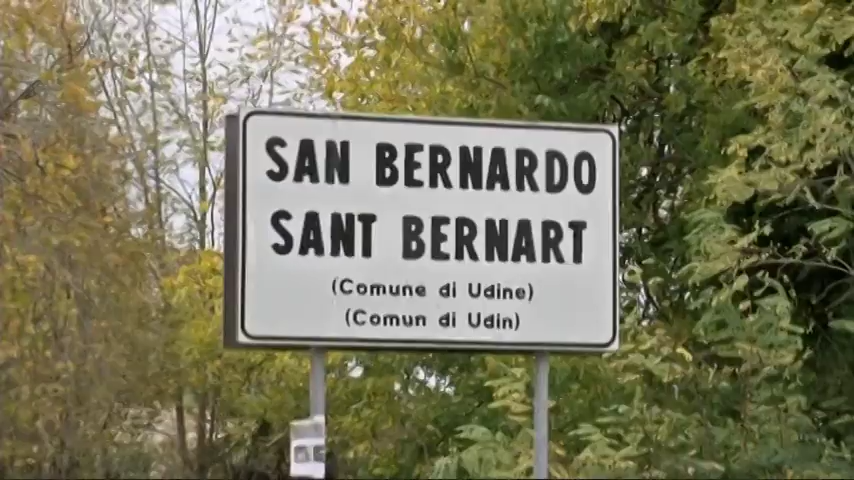 SAN BERNARDO
SANT BERNART
(Comune di Udine)
(Comun di Udin)